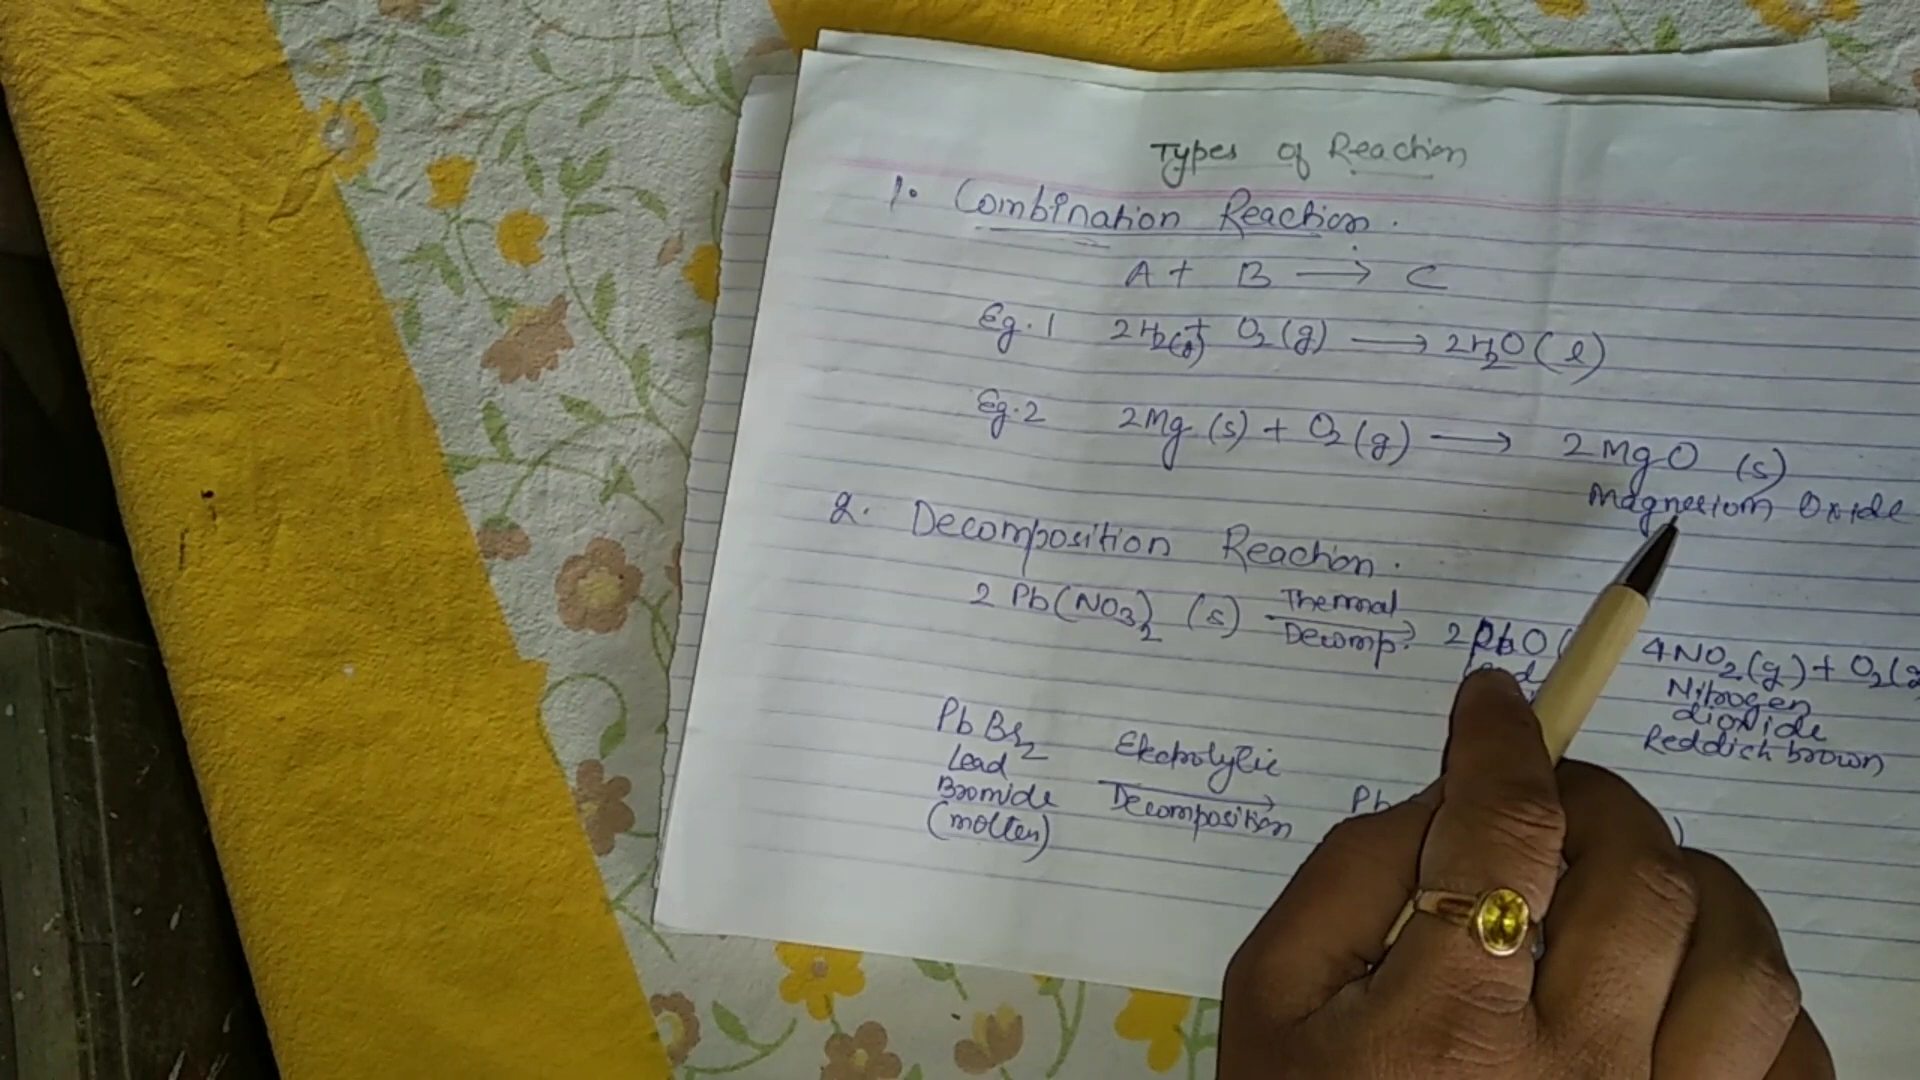 Types of Reaction
1. Combination Reaction.
A + B → C
Eg. 1 2H2(g) + O2(g) → 2H2O(l)
Eg. 2 2Mg (s) + O2(g) → 2MgO (s)
Magnesium Oxide
2. Decomposition Reaction.
Thermal
2 Pb(NO3)2 (s) → 2PbO( 4NO2(g) + O2(g
Decomp.
Nitrogen
dioxide
Reddich brown
PbBr2 Electrolytic
Lead
Bromide Decomposition Pb
(molten)